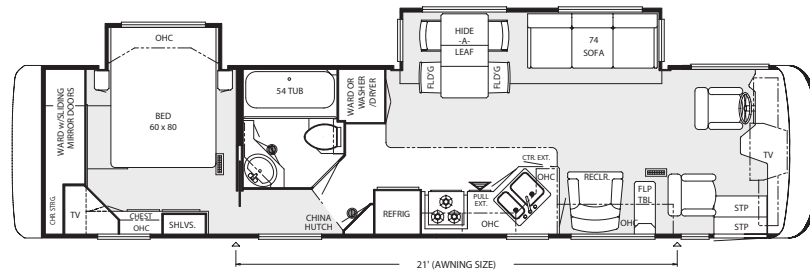 OHC
BED
60 x 80
WARD w/SLIDING
MIRROR DOORS
CHR STRG.
TV
CHEST
OHC
SHLVS.
54 TUB
WARD OR
WASHER
/DRYER
CHINA
HUTCH
REFRIG
HIDE
-A-
LEAF
FLD'G
FLD'G
74
SOFA
PULL
EXT.
OHC
CTR. EXT.
OHC
RECLR.
FLP
TBL
OHC
TV
STP
STP
21' (AWNING SIZE)